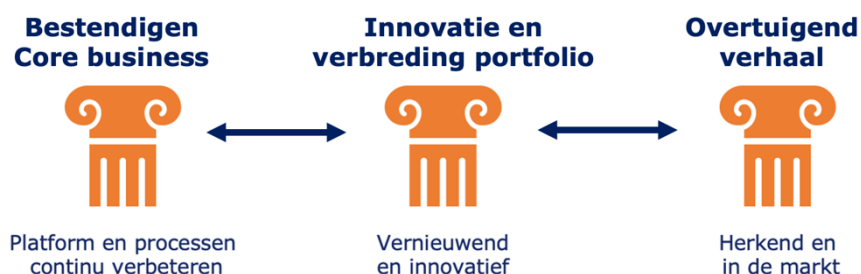 Bestendigen
Core business
Innovatie en
verbreding portfolio
Overtuigend
verhaal
Platform en processen
continu verbeteren
Vernieuwend
en innovatief
Herkend en
in de markt